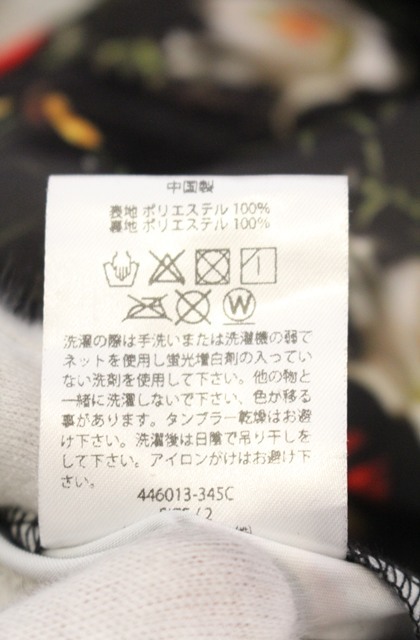 中国製
表地 ポリエステル 100%
裏地 ポリエステル 100%
W
洗濯の際は手洗いまたは洗濯機の弱で
ネットを使用し蛍光増白剤の入ってい
ない洗剤を使用して下さい。他の物と
一緒に洗濯しないで下さい、色が移る
事があります。タンブラー乾燥はお避
け下さい。洗濯後は日陰で吊り干しを
して下さい。アイロンがけはお避け下
さい。
446013-345C
SIZE / 2